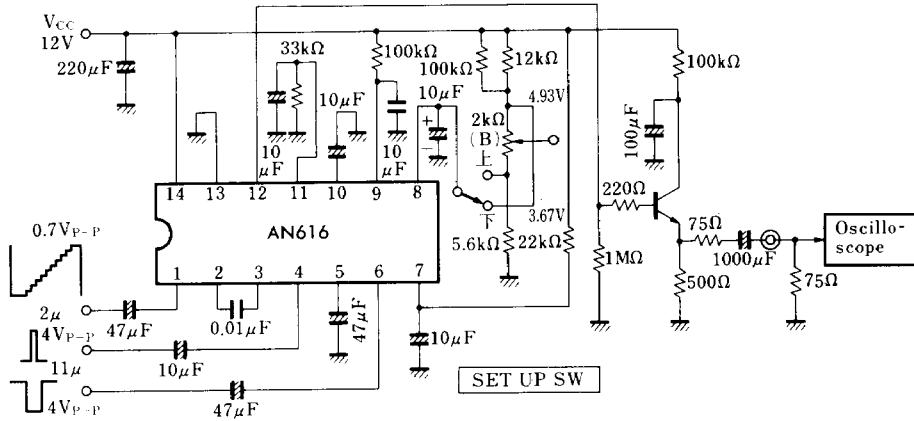 VCC
12V
220μF
33kΩ
10μF
10
μF
100kΩ
10
μF
10μF
+
−
100kΩ
12kΩ
4.93V
2kΩ
(B)
上
下
3.67V
5.6kΩ
22kΩ
100kΩ
100μF
220Ω
75Ω
1000μF
1MΩ
500Ω
75Ω
Oscillo-
scope
14 13 12 11 10 9 8
AN616
1 2 3 4 5 6 7
0.7VP-P
2μ
47μF
0.01μF
4VP-P
11μ
10μF
47μF
10μF
4VP-P
47μF
SET UP SW